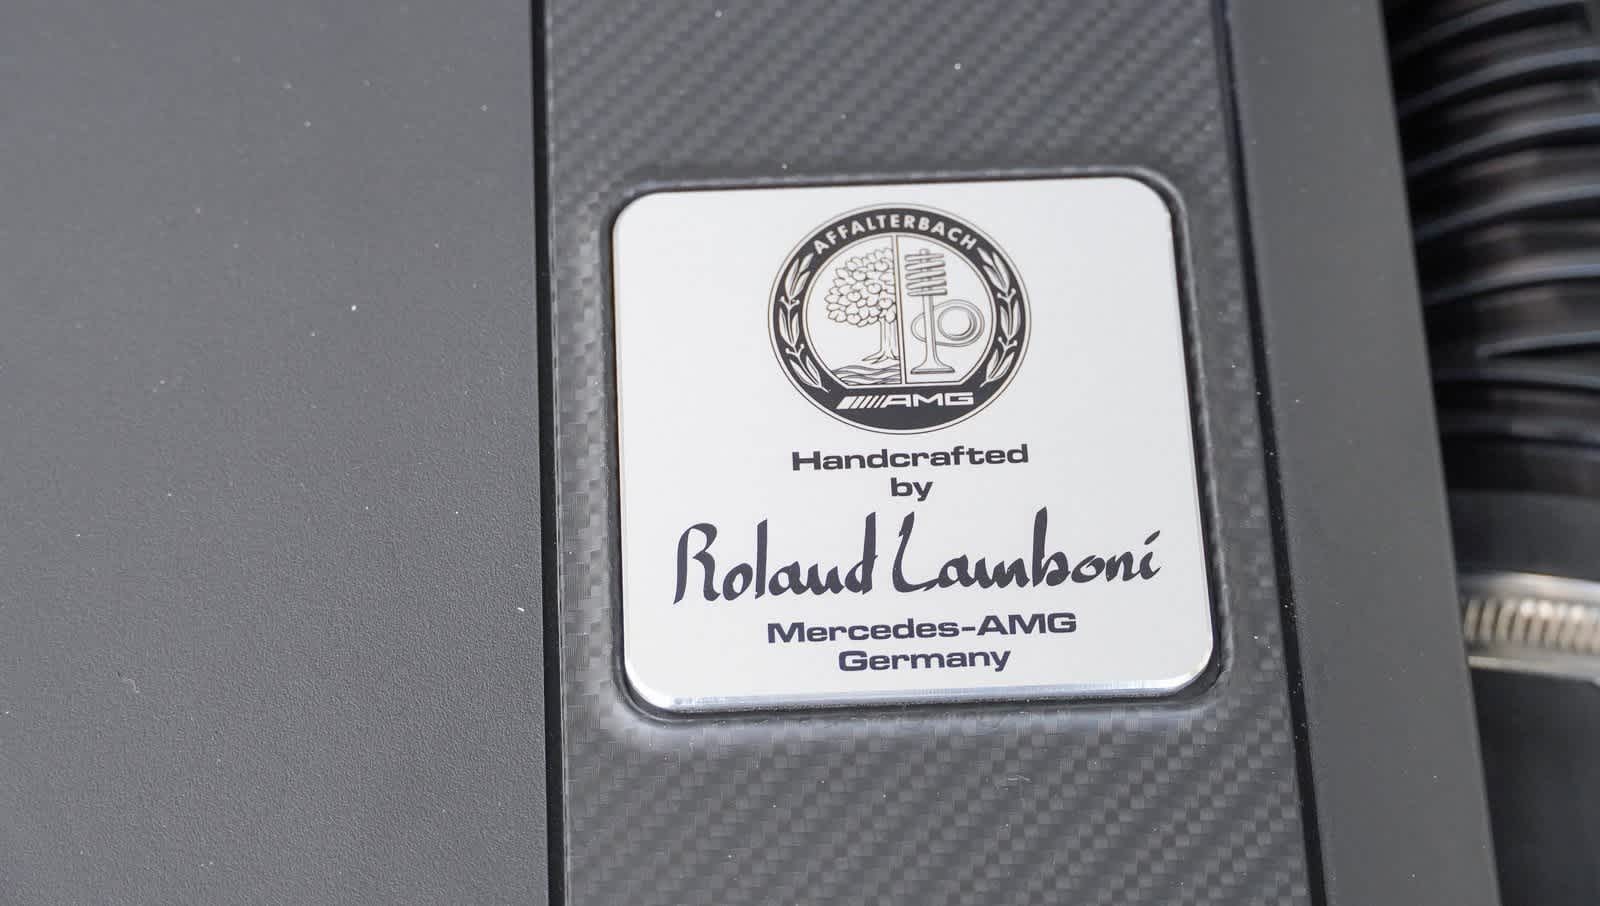 AFFALTERBACH
AMG
Handcrafted
by
Roland Lamboni
Mercedes-AMG
Germany